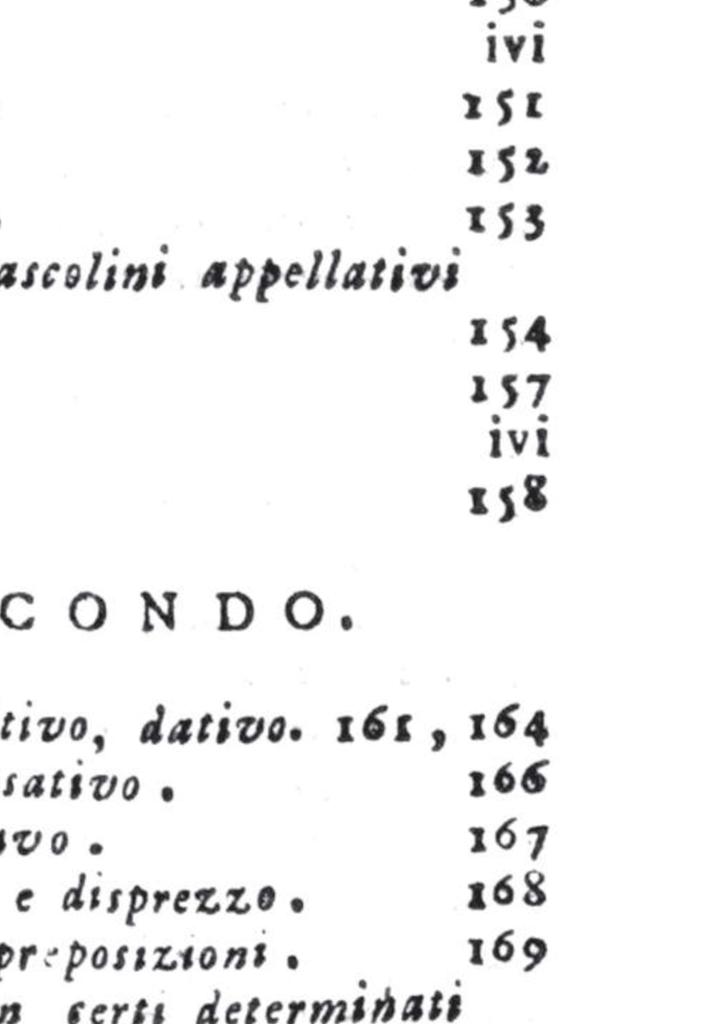 ivi
151
152
153
ascolini appellativi
154
157
ivi
158
CONDO.
tivo, dativo. 161, 164
sativo. 166
ivo. 167
e disprezzo. 168
preposizioni. 169
certi determinati